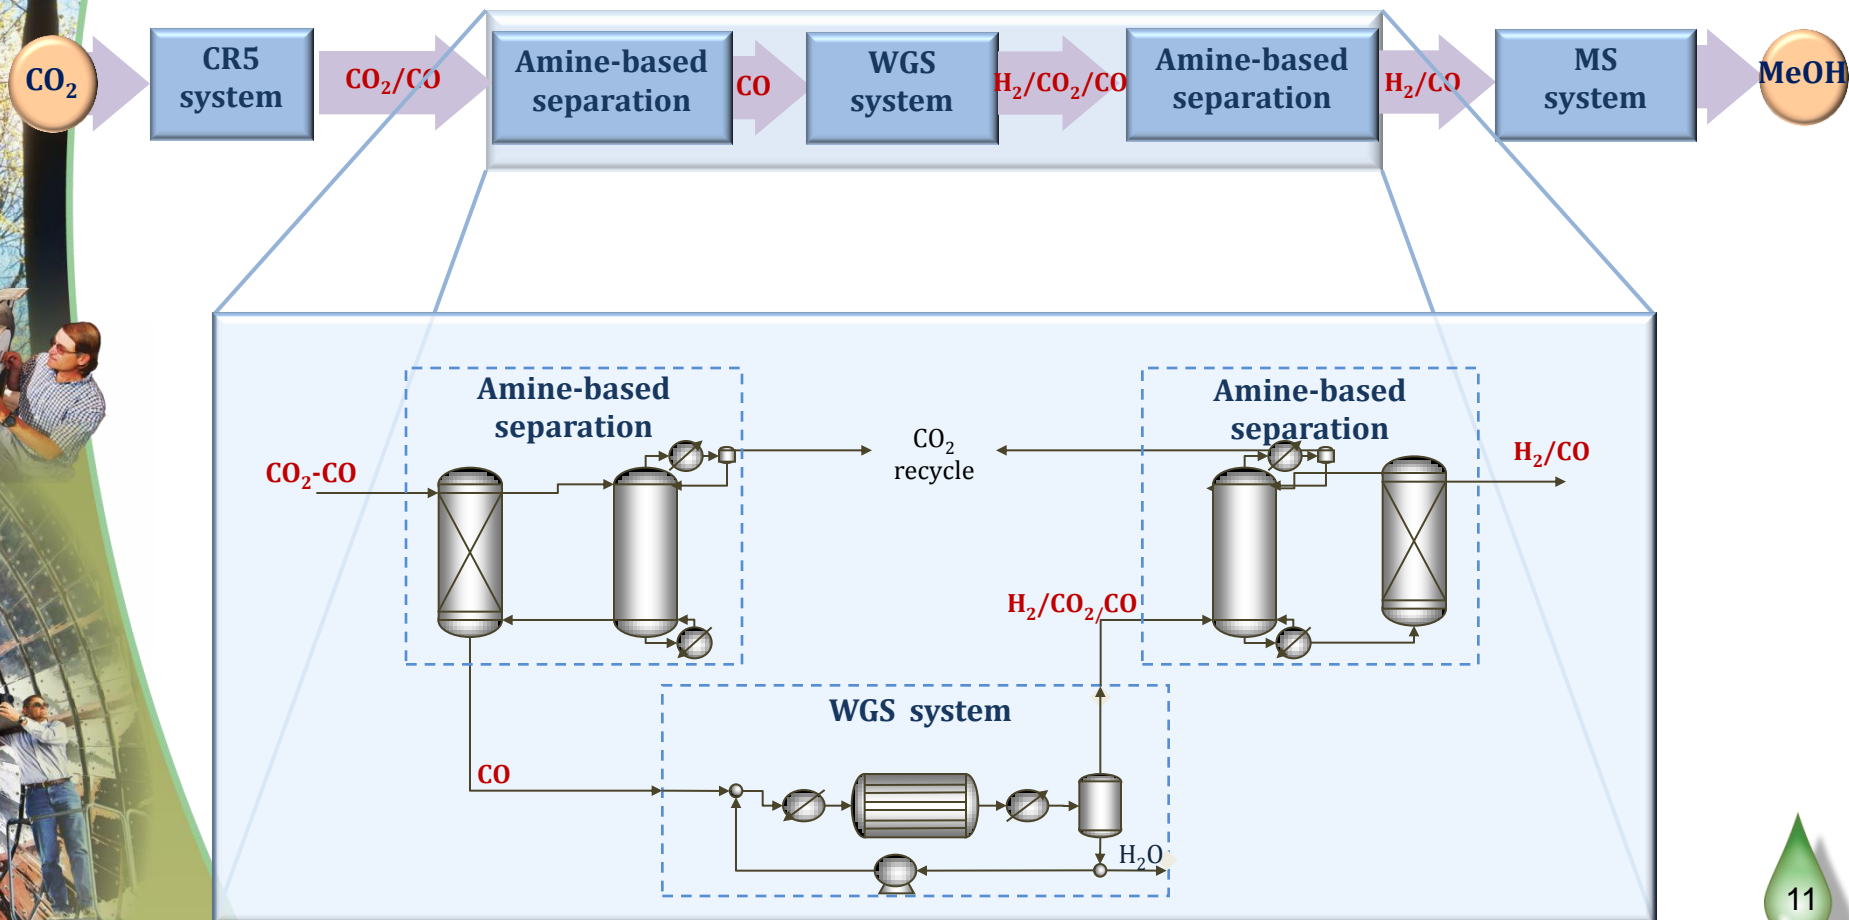 CO₂
CR5
system
CO₂/CO
Amine-based
separation
CO
WGS
system
H₂/CO₂/CO
Amine-based
separation
H₂/CO
MS
system
MeOH
Amine-based
separation
CO₂-CO
CO₂
recycle
Amine-based
separation
H₂/CO
H₂/CO₂/CO
WGS system
CO
H₂O
11